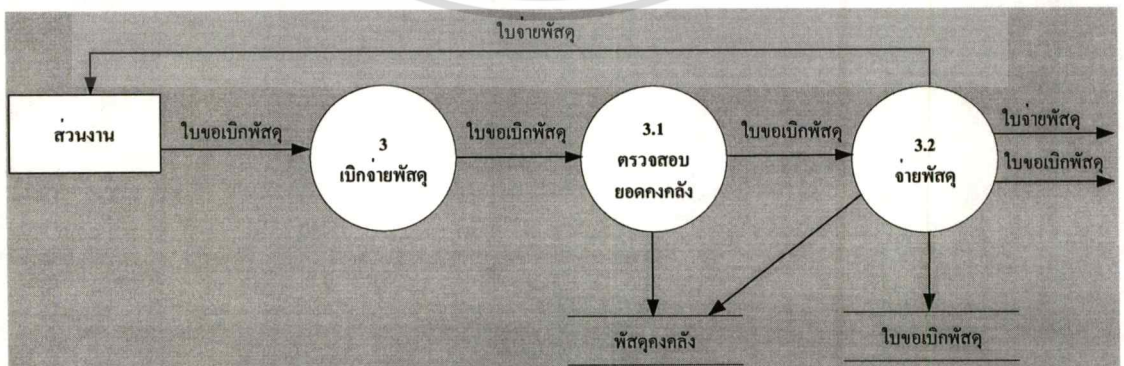 ใบจ่ายพัสดุ
ส่วนงาน
ใบขอเบิกพัสดุ
3
เบิกจ่ายพัสดุ
ใบขอเบิกพัสดุ
3.1
ตรวจสอบ
ยอดคงคลัง
ใบขอเบิกพัสดุ
3.2
จ่ายพัสดุ
ใบจ่ายพัสดุ
ใบขอเบิกพัสดุ
พัสดุคงคลัง
ใบขอเบิกพัสดุ